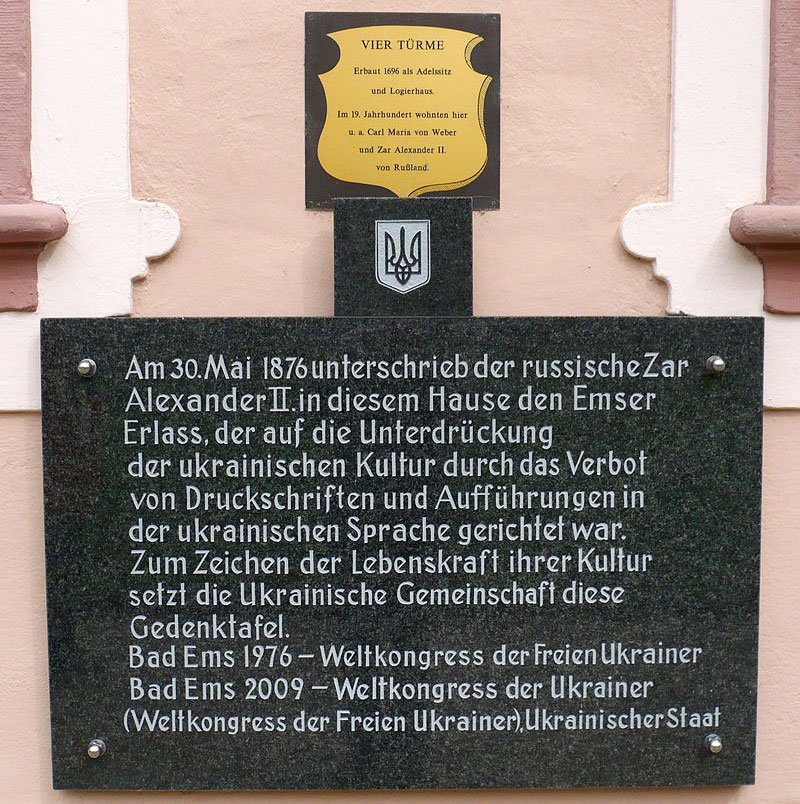 VIER TÜRME
Erbaut 1696 als Adelssitz
und Logierhaus.
Im 19. Jahrhundert wohnten hier
u. a. Carl Maria von Weber
und Zar Alexander II.
von Rußland.
Am 30. Mai 1876 unterschrieb der russische Zar
Alexander II. in diesem Hause den Emser
Erlass, der auf die Unterdrückung
der ukrainischen Kultur durch das Verbot
von Druckschriften und Aufführungen in
der ukrainischen Sprache gerichtet war.
Zum Zeichen der Lebenskraft ihrer Kultur
setzt die Ukrainische Gemeinschaft diese
Gedenktafel.
Bad Ems 1976 – Weltkongress der Freien Ukrainer
Bad Ems 2009 – Weltkongress der Ukrainer
(Weltkongress der Freien Ukrainer), Ukrainischer Staat